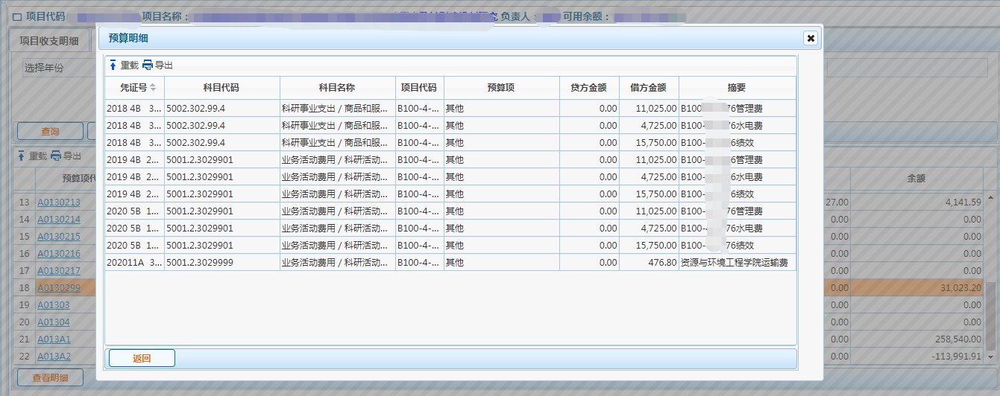 项目代码 项目名称： 负责人： 可用余额：
项目收支明细
选择年份
查询
重载 导出
预算项代
余额
13 A0130213 27.00 4,141.59
14 A0130214 0.00 0.00
15 A0130215 0.00 0.00
16 A0130216 0.00 0.00
17 A0130217 0.00 0.00
18 A0130299 0.00 31,023.20
19 A01303 0.00 0.00
20 A01304 0.00 0.00
21 A013A1 0.00 258,540.00
22 A013A2 0.00 -113,991.91
查看明细
预算明细
重载 导出
凭证号 科目代码 科目名称 项目代码 预算项 贷方金额 借方金额 摘要
2018 4B 3... 5002.302.99.4 科研事业支出 / 商品和服... B100-4-... 其他 0.00 11,025.00 B100- 76管理费
2018 4B 3... 5002.302.99.4 科研事业支出 / 商品和服... B100-4-... 其他 0.00 4,725.00 B100- 76水电费
2018 4B 3... 5002.302.99.4 科研事业支出 / 商品和服... B100-4-... 其他 0.00 15,750.00 B100- 6绩效
2019 4B 2... 5001.2.3029901 业务活动费用 / 科研活动... B100-4-... 其他 0.00 11,025.00 B100- 6管理费
2019 4B 2... 5001.2.3029901 业务活动费用 / 科研活动... B100-4-... 其他 0.00 4,725.00 B100- 6水电费
2019 4B 2... 5001.2.3029901 业务活动费用 / 科研活动... B100-4-... 其他 0.00 15,750.00 B100- 6绩效
2020 5B 1... 5001.2.3029901 业务活动费用 / 科研活动... B100-4-... 其他 0.00 11,025.00 B100- 76管理费
2020 5B 1... 5001.2.3029901 业务活动费用 / 科研活动... B100-4-... 其他 0.00 4,725.00 B100-4 76水电费
2020 5B 1... 5001.2.3029901 业务活动费用 / 科研活动... B100-4-... 其他 0.00 15,750.00 B100- 76绩效
202011A 3... 5001.2.3029999 业务活动费用 / 科研活动... B100-4-... 其他 0.00 476.80 资源与环境工程学院运输费
返回